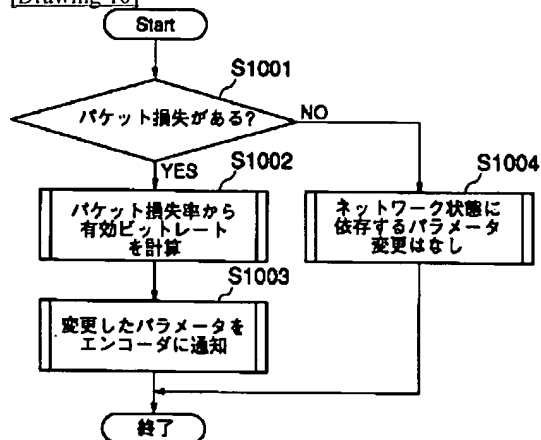 [Drawing 10]
Start
S1001
パケット損失がある?
NO
YES
S1002
パケット損失率から
有効ビットレート
を計算
S1004
ネットワーク状態に
依存するパラメータ
変更はなし
S1003
変更したパラメータを
エンコーダに通知
終了